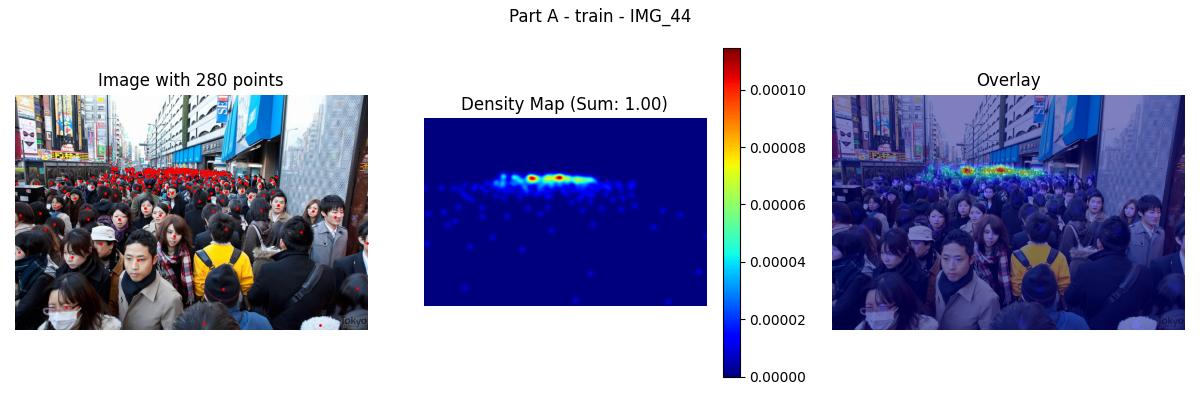 Part A - train - IMG_44
Image with 280 points
Density Map (Sum: 1.00)
0.00010
0.00008
0.00006
0.00004
0.00002
0.00000
Overlay